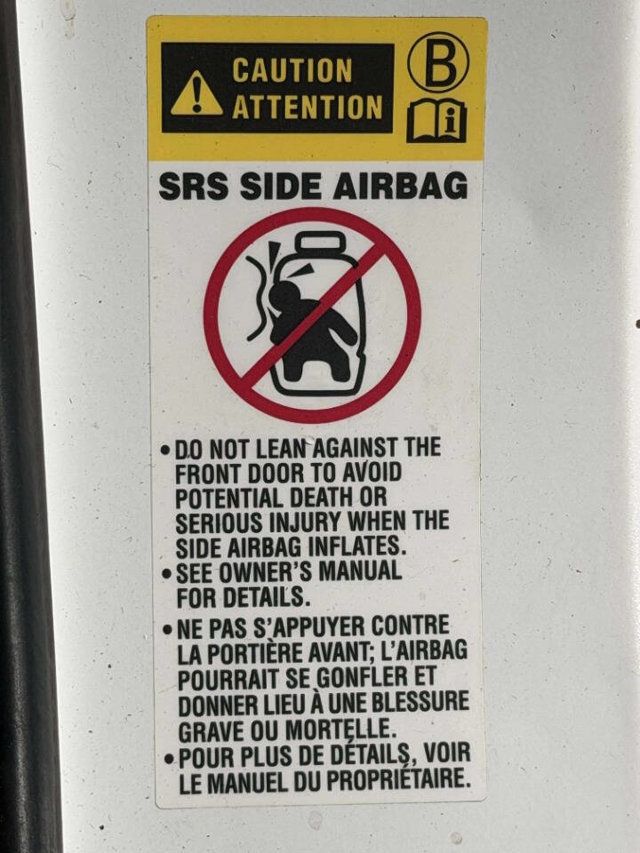 CAUTION
ATTENTION
B
i
SRS SIDE AIRBAG
• DO NOT LEAN AGAINST THE
FRONT DOOR TO AVOID
POTENTIAL DEATH OR
SERIOUS INJURY WHEN THE
SIDE AIRBAG INFLATES.
• SEE OWNER'S MANUAL
FOR DETAILS.
• NE PAS S'APPUYER CONTRE
LA PORTIÈRE AVANT; L'AIRBAG
POURRAIT SE GONFLER ET
DONNER LIEU À UNE BLESSURE
GRAVE OU MORTELLE.
• POUR PLUS DE DÉTAILS, VOIR
LE MANUEL DU PROPRIÉTAIRE.